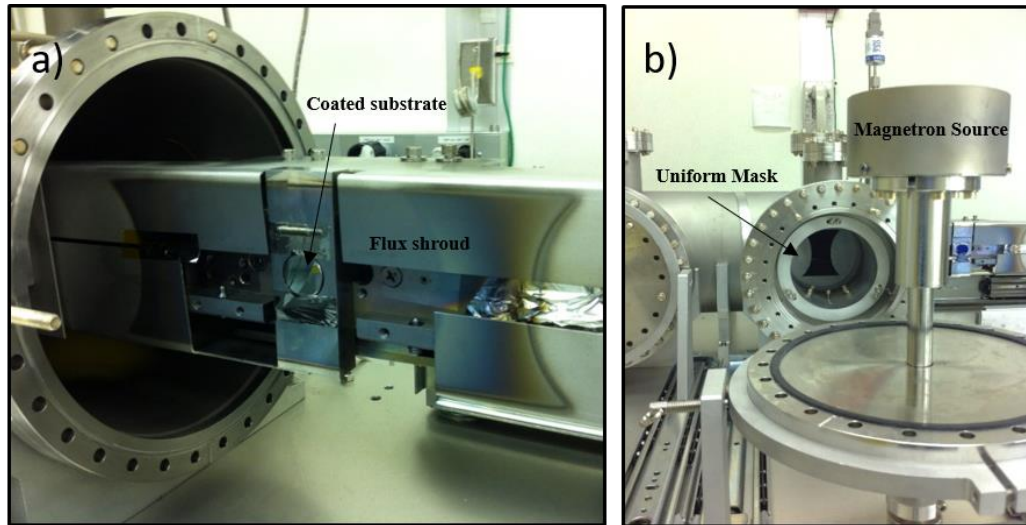 a)
Coated substrate
Flux shroud
b)
Magnetron Source
Uniform Mask